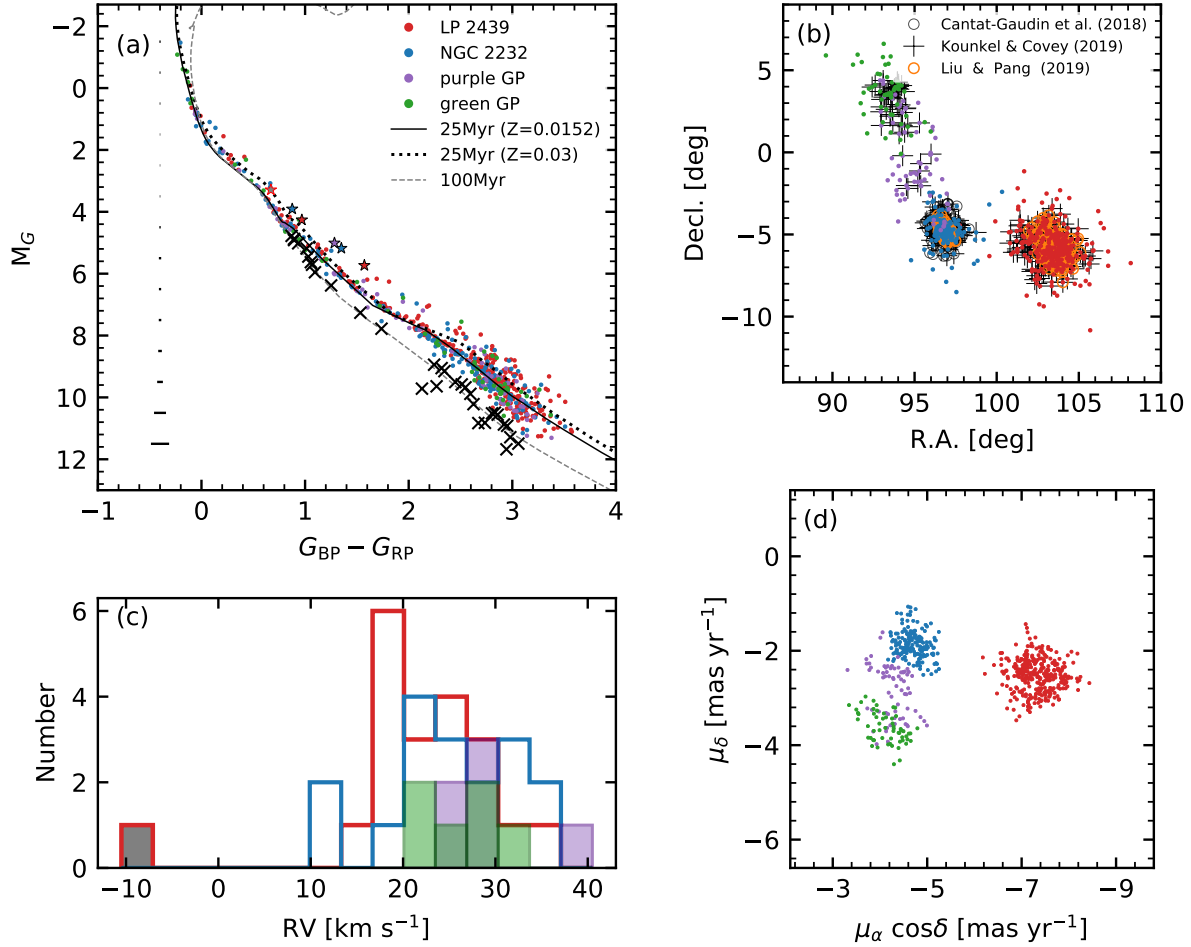 (a)
LP 2439
NGC 2232
purple GP
green GP
25Myr (Z=0.0152)
25Myr (Z=0.03)
100Myr
−2
0
2
4
6
8
10
12
M_G
−1
0
1
2
3
4
G_BP − G_RP
(b)
Cantat-Gaudin et al. (2018)
Kounkel & Covey (2019)
Liu & Pang (2019)
5
0
−5
−10
Decl. [deg]
90
95
100
105
110
R.A. [deg]
(c)
6
4
2
0
Number
−10
0
10
20
30
40
RV [km s⁻¹]
(d)
0
−2
−4
−6
μ_δ [mas yr⁻¹]
−3
−5
−7
−9
μ_α cosδ [mas yr⁻¹]